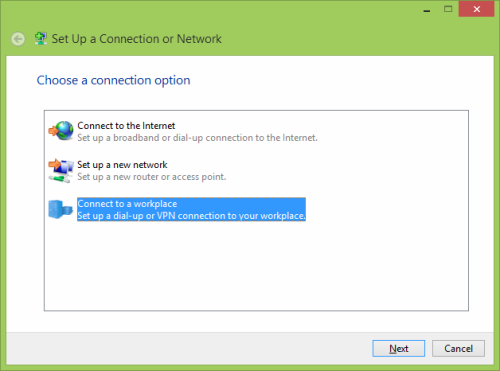 Set Up a Connection or Network
Choose a connection option
Connect to the Internet
Set up a broadband or dial-up connection to the Internet.
Set up a new network
Set up a new router or access point.
Connect to a workplace
Set up a dial-up or VPN connection to your workplace.
Next
Cancel